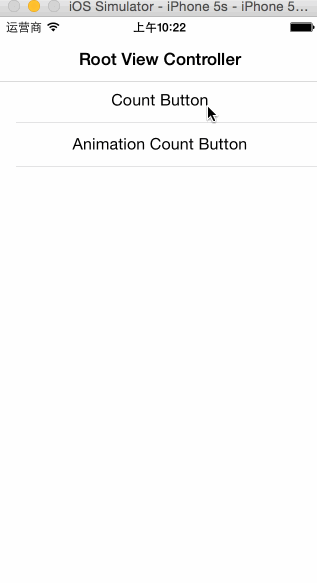 iOS Simulator - iPhone 5s - iPhone 5...
运营商 上午10:22
Root View Controller
Count Button
Animation Count Button